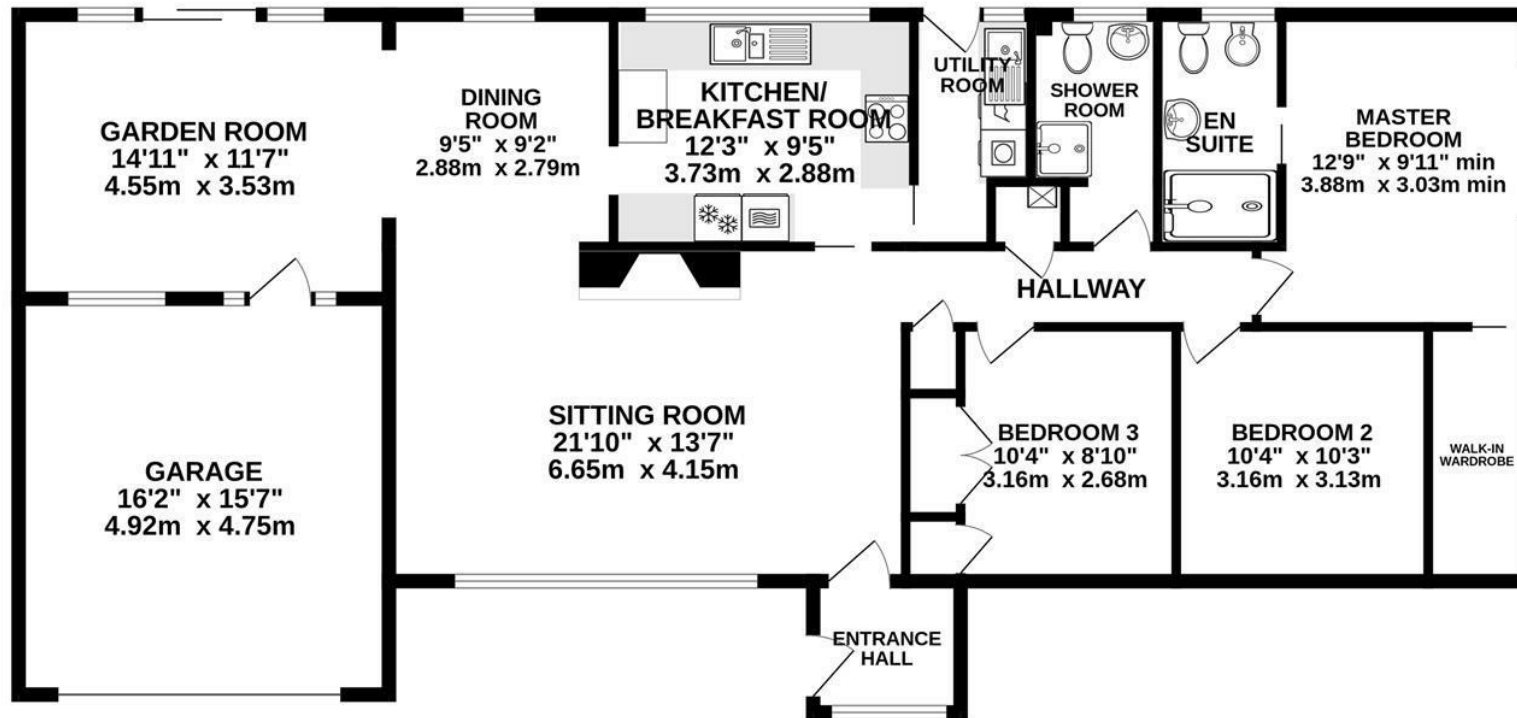 GARDEN ROOM
14'11" x 11'7"
4.55m x 3.53m
DINING
ROOM
9'5" x 9'2"
2.88m x 2.79m
KITCHEN/
BREAKFAST ROOM
12'3" x 9'5"
3.73m x 2.88m
UTILITY
ROOM
SHOWER
ROOM
EN
SUITE
MASTER
BEDROOM
12'9" x 9'11" min
3.88m x 3.03m min
HALLWAY
GARAGE
16'2" x 15'7"
4.92m x 4.75m
SITTING ROOM
21'10" x 13'7"
6.65m x 4.15m
BEDROOM 3
10'4" x 8'10"
3.16m x 2.68m
BEDROOM 2
10'4" x 10'3"
3.16m x 3.13m
WALK-IN
WARDROBE
ENTRANCE
HALL